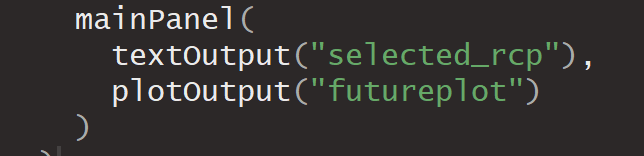 mainPanel(
textOutput("selected_rcp"),
plotOutput("futureplot")
)
)